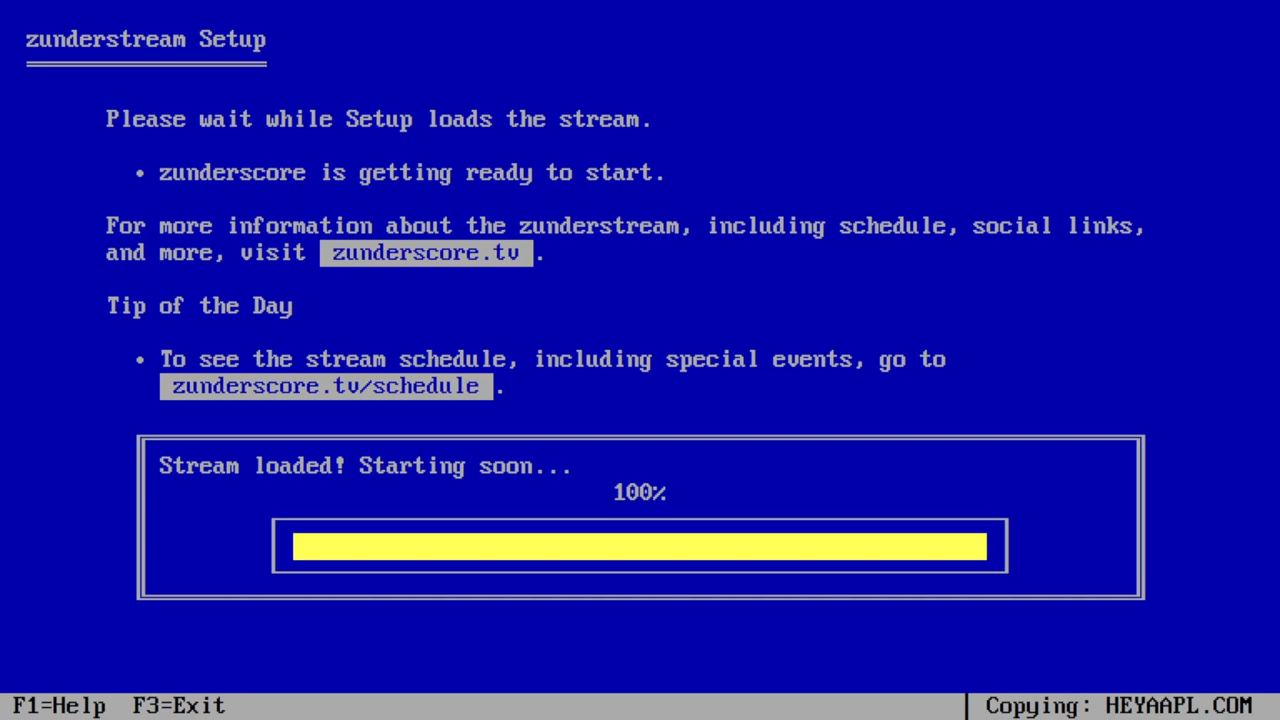 zunderstream Setup
Please wait while Setup loads the stream.
• zunderscore is getting ready to start.
For more information about the zunderstream, including schedule, social links,
and more, visit zunderscore.tv .
Tip of the Day
• To see the stream schedule, including special events, go to
zunderscore.tv/schedule .
Stream loaded! Starting soon...
100%
F1=Help F3=Exit | Copying: HEYAAPL.COM